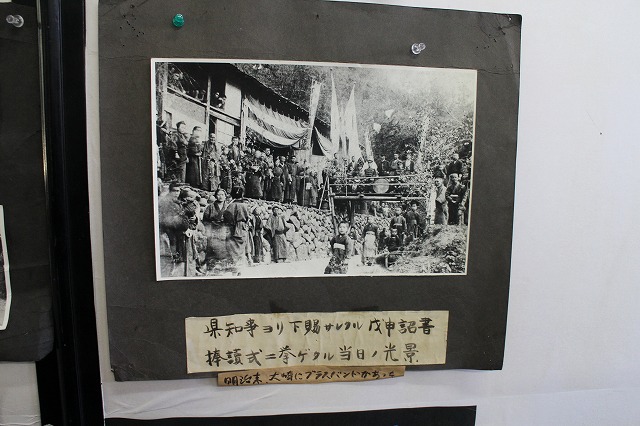 県知事ヨリ下賜サレタル戊申詔書
捧読式ニ挙ゲタル当日ノ光景
明治末、大崎にブラスバンドがあった